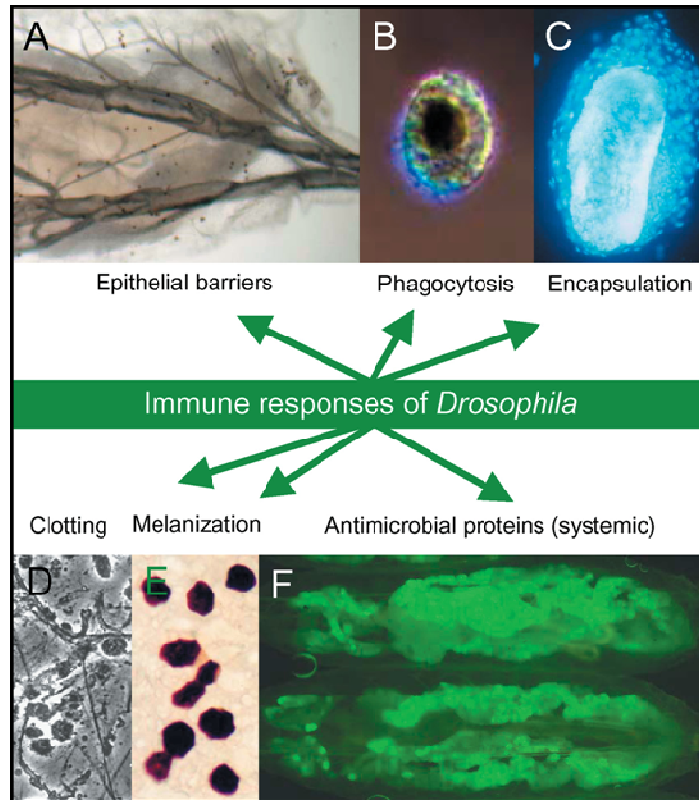 A B C
Epithelial barriers Phagocytosis Encapsulation
Immune responses of Drosophila
Clotting Melanization Antimicrobial proteins (systemic)
D E F